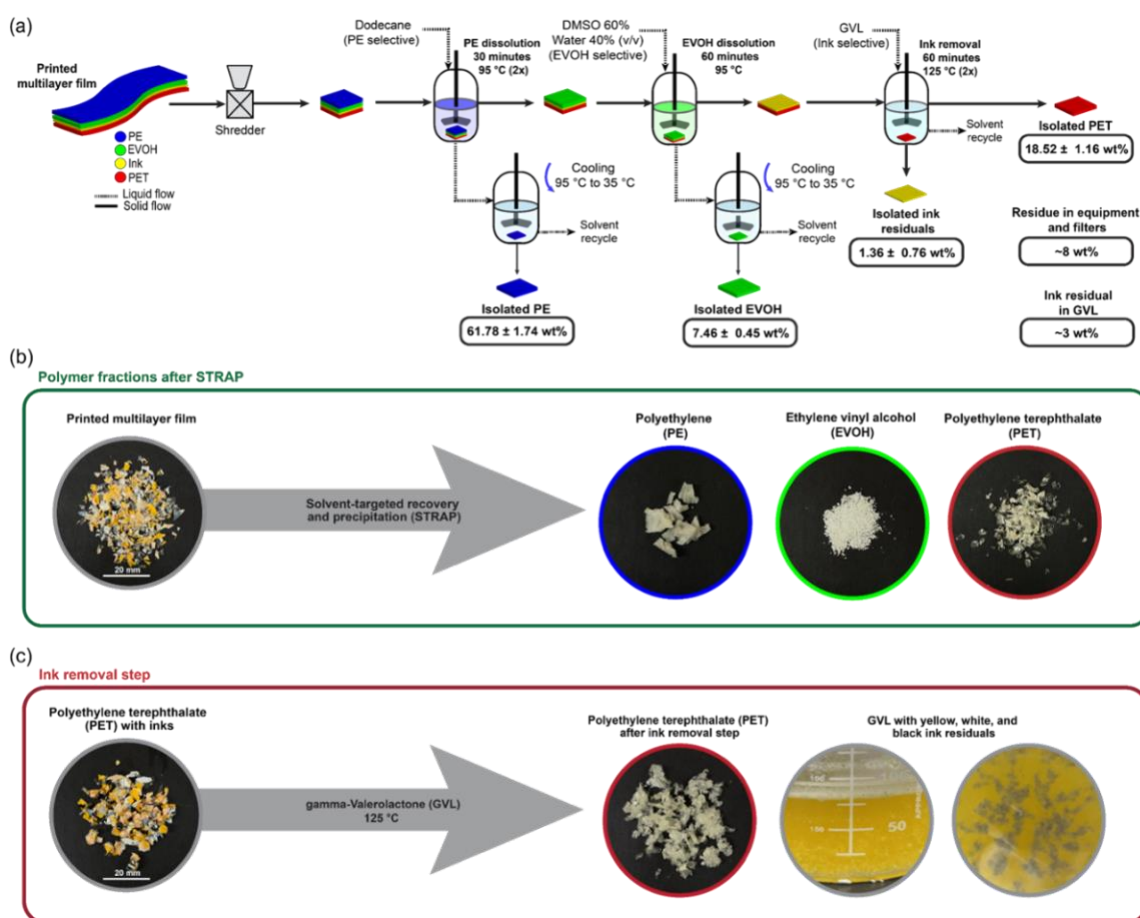 (a)
Printed
multilayer film
PE
EVOH
Ink
PET
Liquid flow
Solid flow
Shredder
Dodecane
(PE selective)
PE dissolution
30 minutes
95 °C (2x)
Cooling
95 °C to 35 °C
Solvent
recycle
Isolated PE
61.78 ± 1.74 wt%
DMSO 60%
Water 40% (v/v)
(EVOH selective)
EVOH dissolution
60 minutes
95 °C
Cooling
95 °C to 35 °C
Solvent
recycle
Isolated EVOH
7.46 ± 0.45 wt%
GVL
(Ink selective)
Ink removal
60 minutes
125 °C (2x)
Solvent
recycle
Isolated ink
residuals
1.36 ± 0.76 wt%
Isolated PET
18.52 ± 1.16 wt%
Residue in equipment
and filters
~8 wt%
Ink residual
in GVL
~3 wt%
(b)
Polymer fractions after STRAP
Printed multilayer film
20 mm
Solvent-targeted recovery
and precipitation (STRAP)
Polyethylene
(PE)
Ethylene vinyl alcohol
(EVOH)
Polyethylene terephthalate
(PET)
(c)
Ink removal step
Polyethylene terephthalate
(PET) with inks
20 mm
gamma-Valerolactone (GVL)
125 °C
Polyethylene terephthalate (PET)
after ink removal step
GVL with yellow, white, and
black ink residuals
50